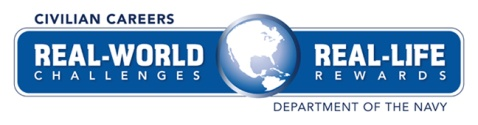 CIVILIAN CAREERS
REAL-WORLD REAL-LIFE
CHALLENGES REWARDS
DEPARTMENT OF THE NAVY